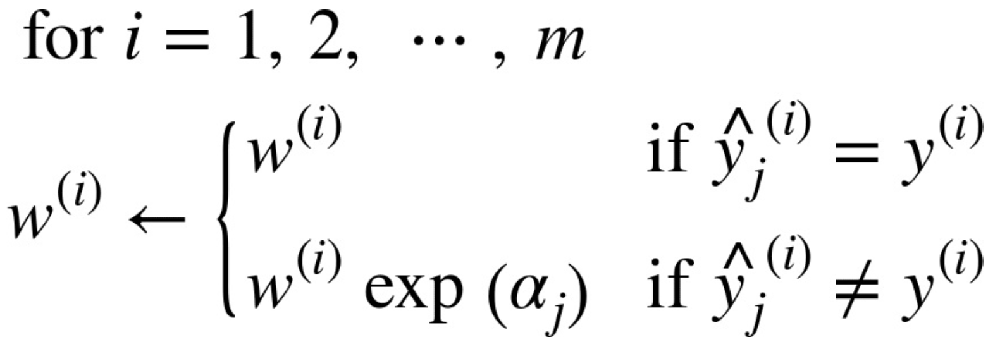 for i = 1, 2, ⋯ , m
w^(i) ← { w^(i) if ŷ_j^(i) = y^(i)
w^(i) exp (α_j) if ŷ_j^(i) ≠ y^(i)